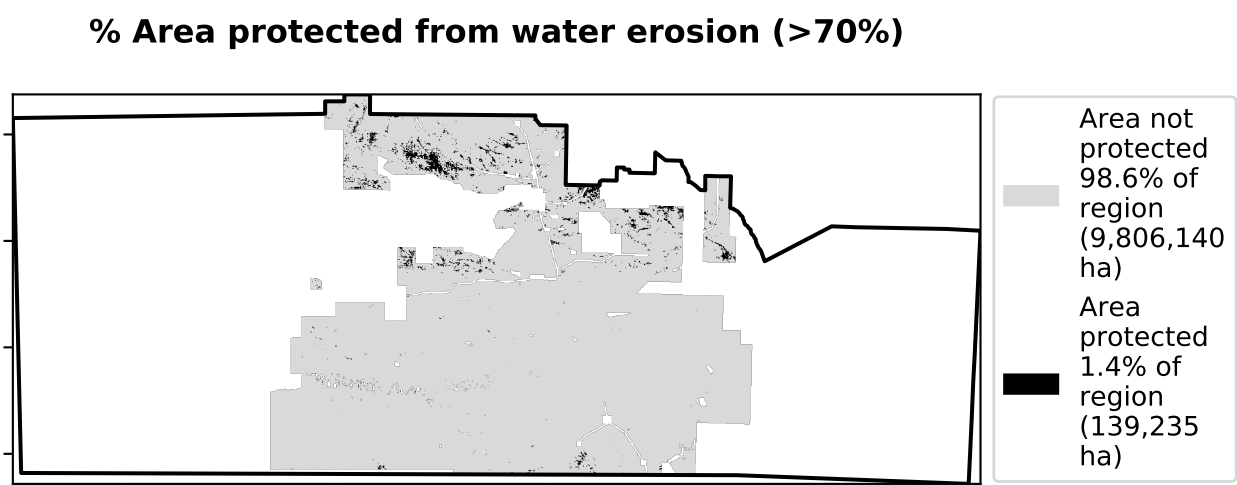 % Area protected from water erosion (>70%)
Area not
protected
98.6% of
region
(9,806,140
ha)
Area
protected
1.4% of
region
(139,235
ha)